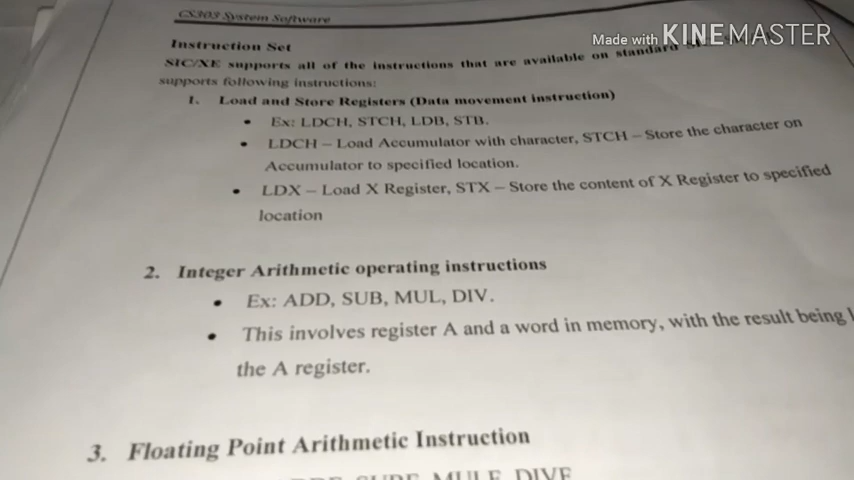 CS303 System Software
Made with KINEMASTER
Instruction Set
SIC/XE supports all of the instructions that are available on standard
supports following instructions:
1. Load and Store Registers (Data movement instruction)
• Ex: LDCH, STCH, LDB, STB.
• LDCH – Load Accumulator with character, STCH – Store the character on
Accumulator to specified location.
• LDX – Load X Register, STX – Store the content of X Register to specified
location
2. Integer Arithmetic operating instructions
• Ex: ADD, SUB, MUL, DIV.
• This involves register A and a word in memory, with the result being
the A register.
3. Floating Point Arithmetic Instruction
MULF, DIVF